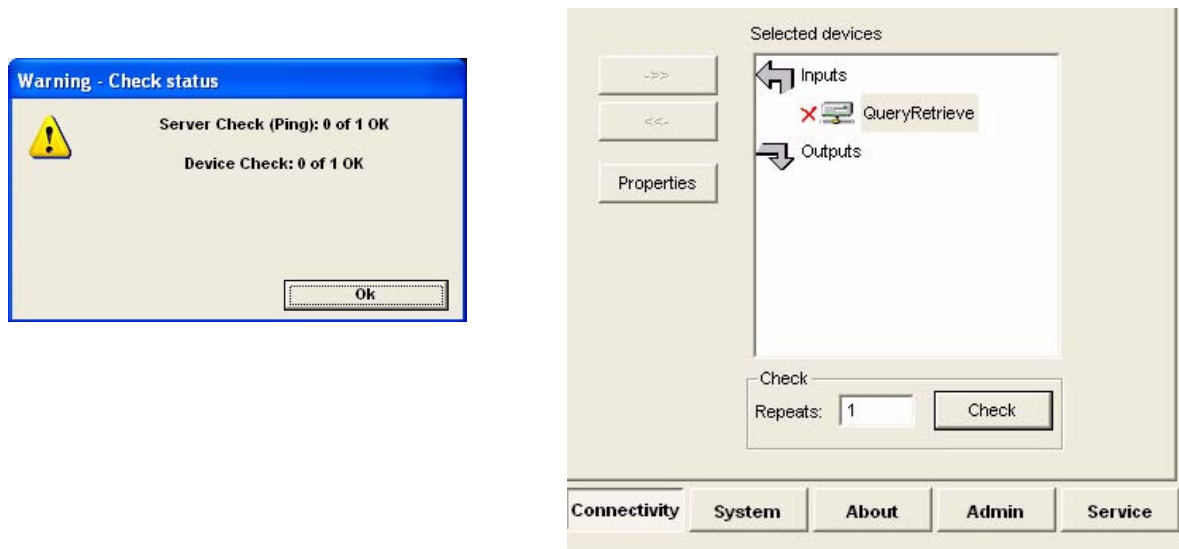 Warning - Check status
Server Check (Ping): 0 of 1 OK
Device Check: 0 of 1 OK
Ok
Selected devices
->>
Inputs
QueryRetrieve
<<-
Outputs
Properties
Check
Repeats: 1 Check
Connectivity System About Admin Service